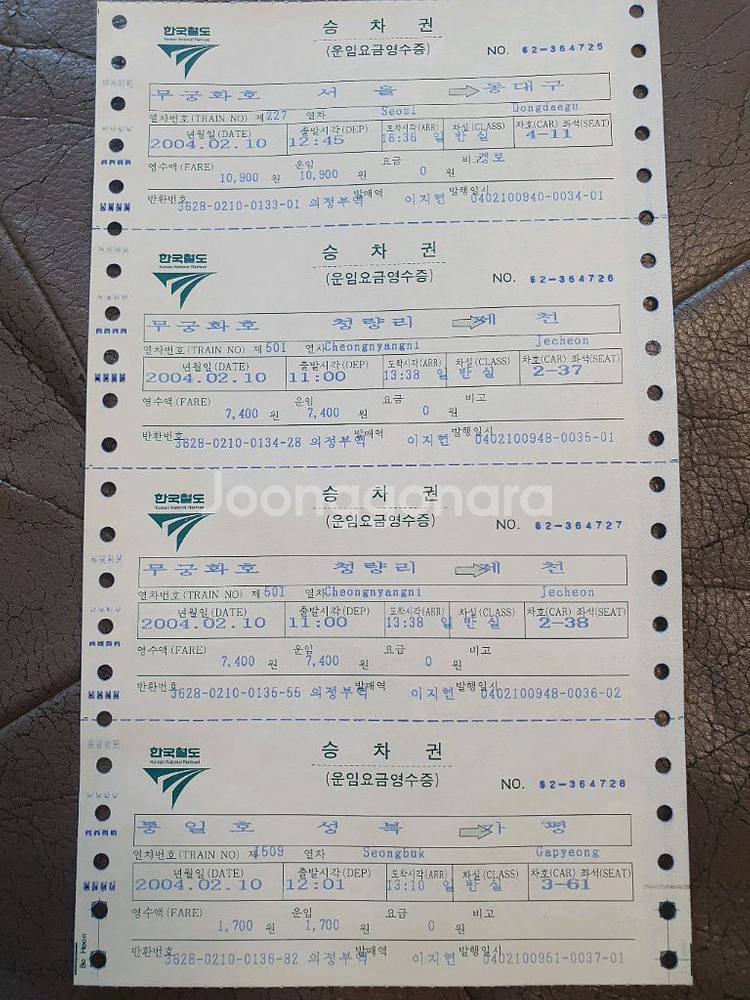 승 차 권
한국철도
Korean National Railroad
(운임요금영수증) NO. 62-364725
무궁화호 서 울 동대구
열차번호(TRAIN NO) 제227 열차 Seoul Dongdaegu
년월일(DATE) 출발시각(DEP) 도착시각(ARR) 차실(CLASS) 차호(CAR) 좌석(SEAT)
2004.02.10 12:45 16:36 일 반 실 4-11
영수액(FARE) 운임 요금 비고 경로
10,900 원 10,900 원 0 원
반환번호 발매역 발행일시
3628-0210-0133-01 의정부역 이지현 0402100940-0034-01
승 차 권
한국철도
Korean National Railroad
(운임요금영수증) NO. 62-364726
무궁화호 청량리 제 천
열차번호(TRAIN NO) 제501 열차 Cheongnyangni Jecheon
년월일(DATE) 출발시각(DEP) 도착시각(ARR) 차실(CLASS) 차호(CAR) 좌석(SEAT)
2004.02.10 11:00 13:38 일 반 실 2-37
영수액(FARE) 운임 요금 비고
7,400 원 7,400 원 0 원
반환번호 발매역 발행일시
3628-0210-0134-28 의정부역 이지현 0402100948-0035-01
Joonggonara
승 차 권
한국철도
Korean National Railroad
(운임요금영수증) NO. 62-364727
무궁화호 청량리 제 천
열차번호(TRAIN NO) 제501 열차 Cheongnyangni Jecheon
년월일(DATE) 출발시각(DEP) 도착시각(ARR) 차실(CLASS) 차호(CAR) 좌석(SEAT)
2004.02.10 11:00 13:38 일 반 실 2-38
영수액(FARE) 운임 요금 비고
7,400 원 7,400 원 0 원
반환번호 발매역 발행일시
3628-0210-0135-55 의정부역 이지현 0402100948-0036-02
승 차 권
한국철도
Korean National Railroad
(운임요금영수증) NO. 62-364728
통 일 호 성 북 가 평
열차번호(TRAIN NO) 제1509 열차 Seongbuk Gapyeong
년월일(DATE) 출발시각(DEP) 도착시각(ARR) 차실(CLASS) 차호(CAR) 좌석(SEAT)
2004.02.10 12:01 13:10 일 반 실 3-61
영수액(FARE) 운임 요금 비고
1,700 원 1,700 원 0 원
반환번호 발매역 발행일시
3628-0210-0136-82 의정부역 이지현 0402100951-0037-01